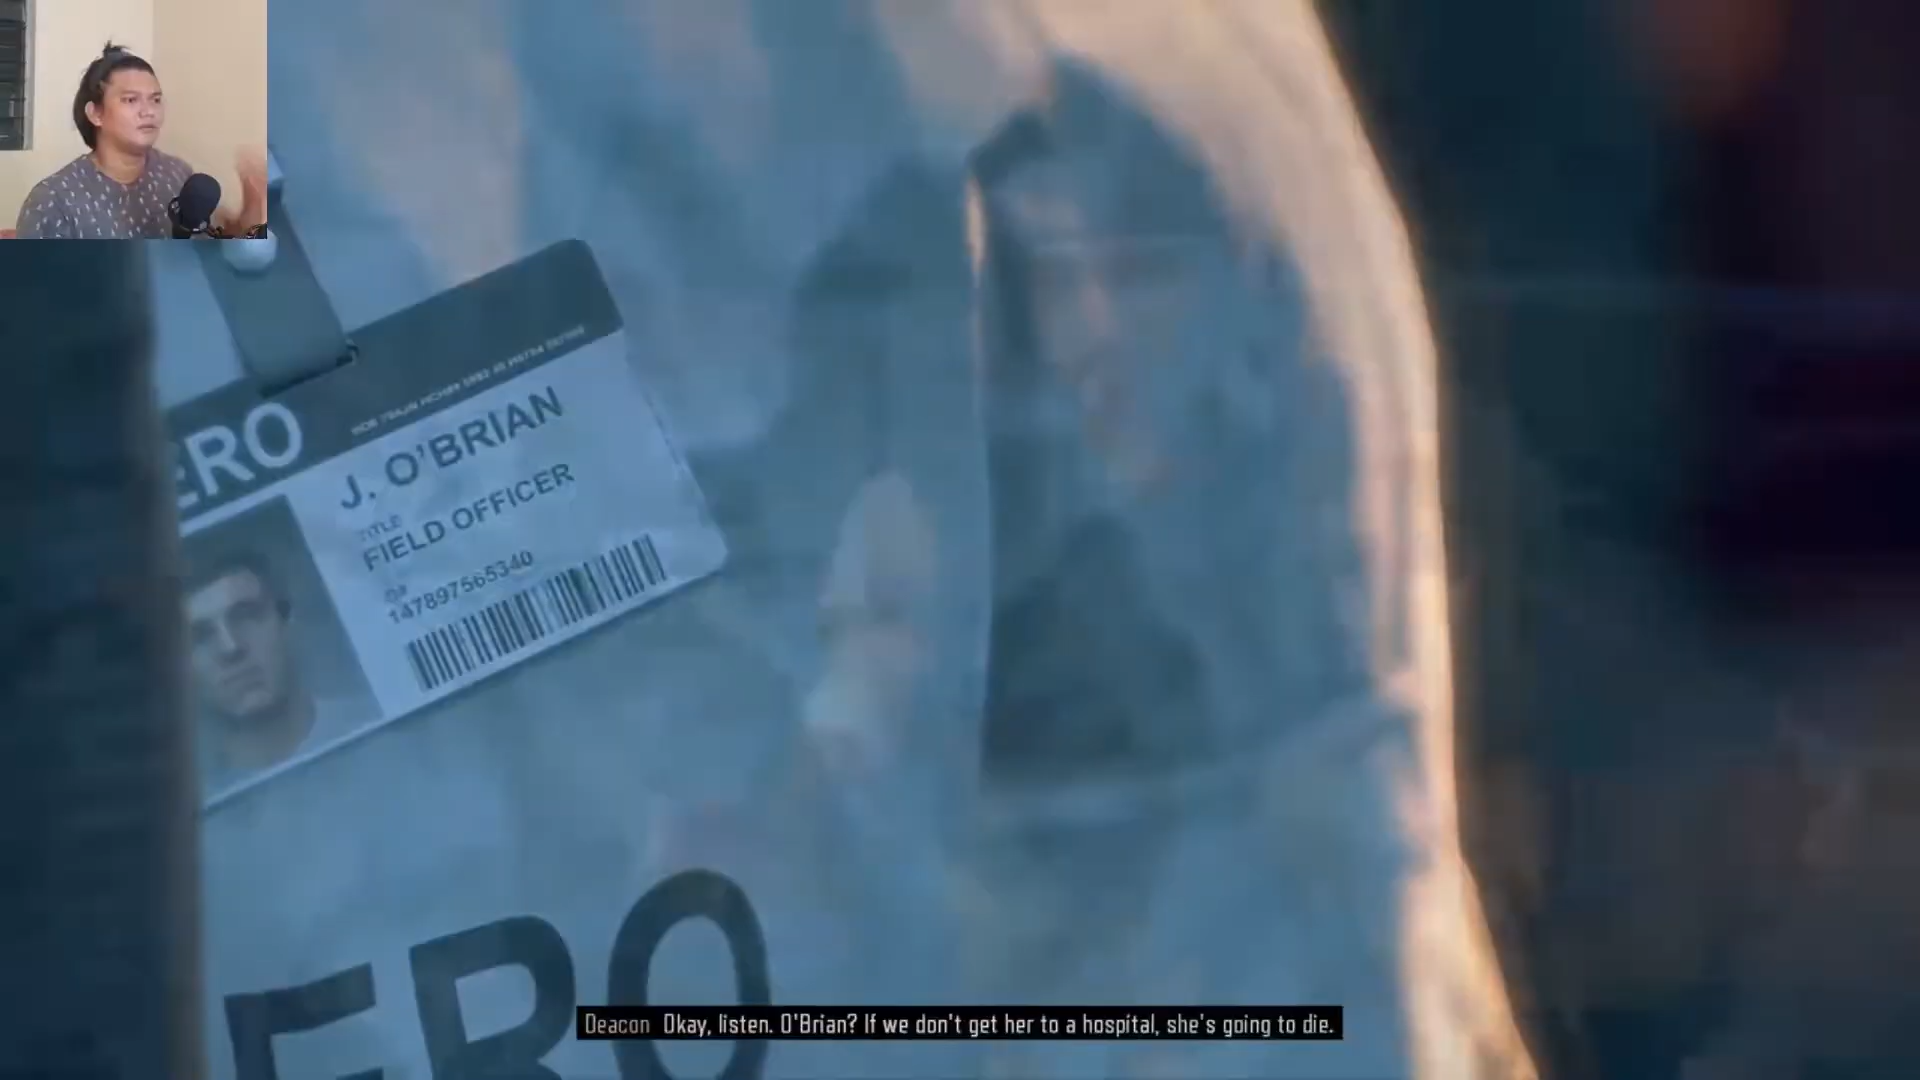 ERO
J. O'BRIAN
TITLE
FIELD OFFICER
147897565340
ERO
Deacon Okay, listen. O'Brian? If we don't get her to a hospital, she's going to die.